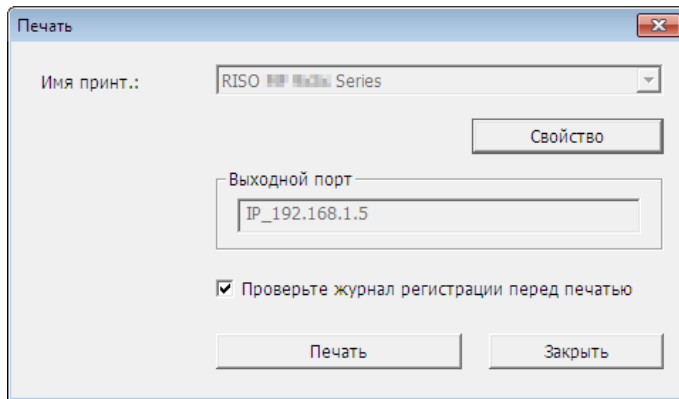 Печать
Имя принт.:
RISO Series
Свойство
Выходной порт
IP_192.168.1.5
Проверьте журнал регистрации перед печатью
Печать
Закрыть